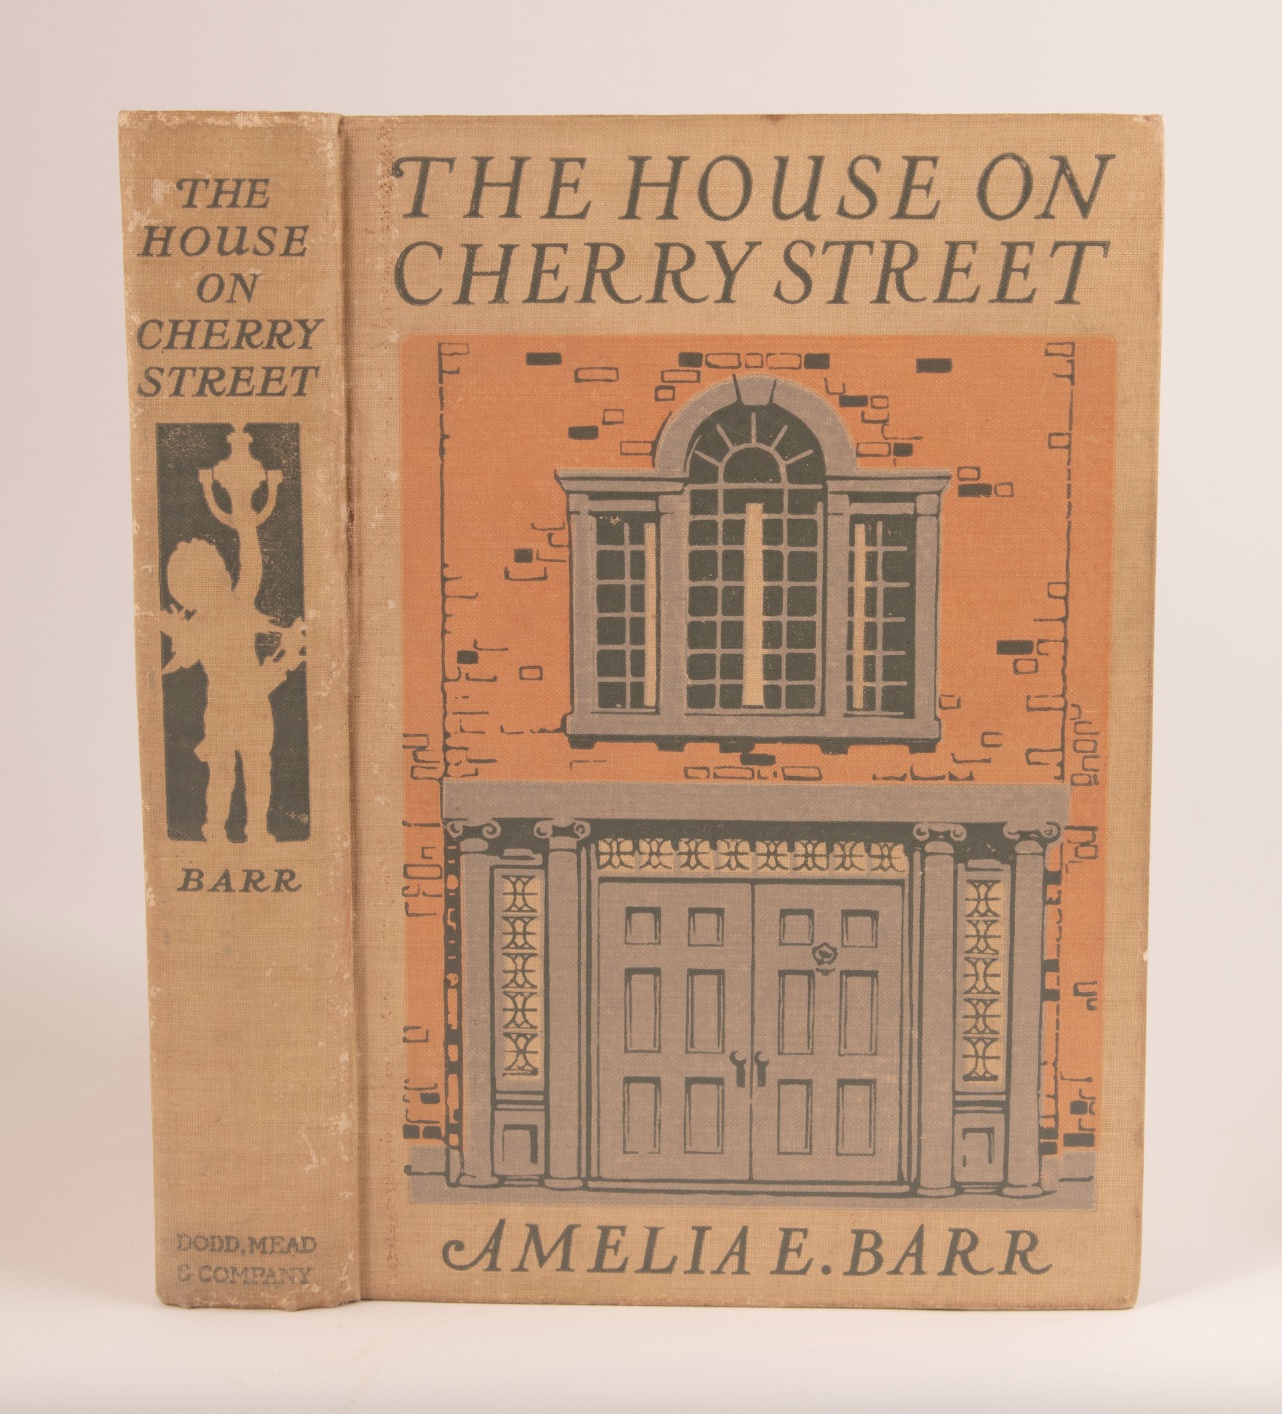 THE
HOUSE
ON
CHERRY
STREET
BARR
DODD, MEAD
& COMPANY
THE HOUSE ON
CHERRY STREET
AMELIA E. BARR